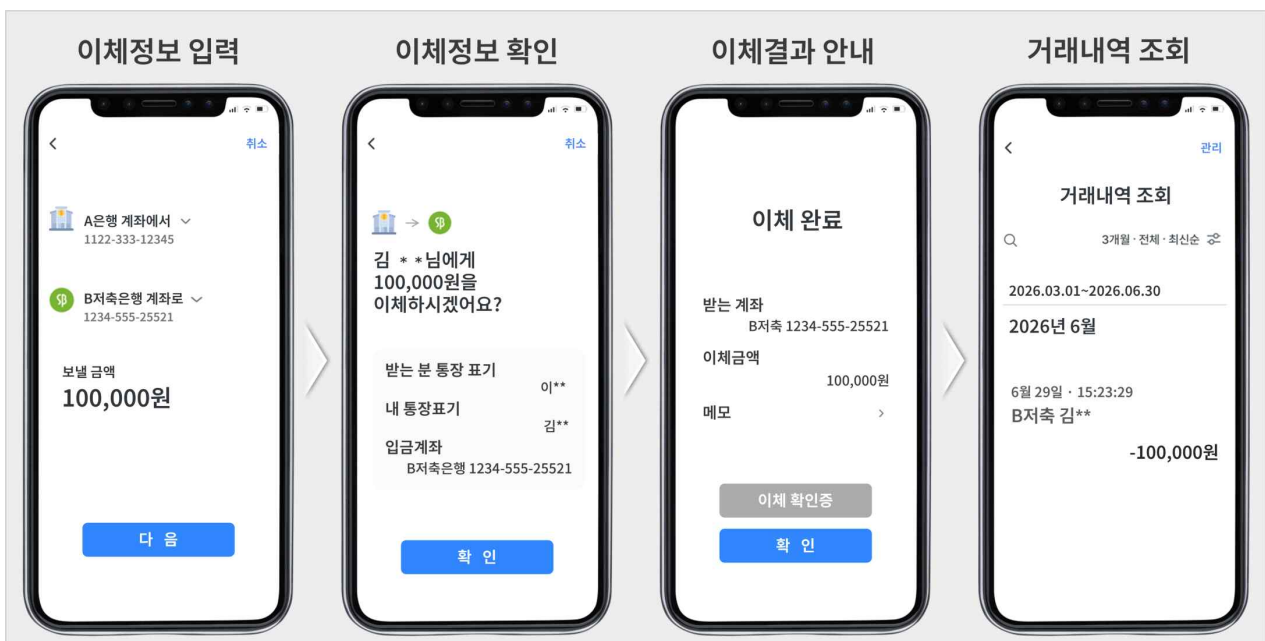 이체정보 입력
취소
A은행 계좌에서
1122-333-12345
B저축은행 계좌로
1234-555-25521
보낼 금액
100,000원
다 음
이체정보 확인
취소
김 * *님에게
100,000원을
이체하시겠어요?
받는 분 통장 표기
이**
내 통장표기
김**
입금계좌
B저축은행 1234-555-25521
확 인
이체결과 안내
이체 완료
받는 계좌
B저축 1234-555-25521
이체금액
100,000원
메모
이체 확인증
확 인
거래내역 조회
관리
거래내역 조회
3개월 · 전체 · 최신순
2026.03.01~2026.06.30
2026년 6월
6월 29일 · 15:23:29
B저축 김**
-100,000원